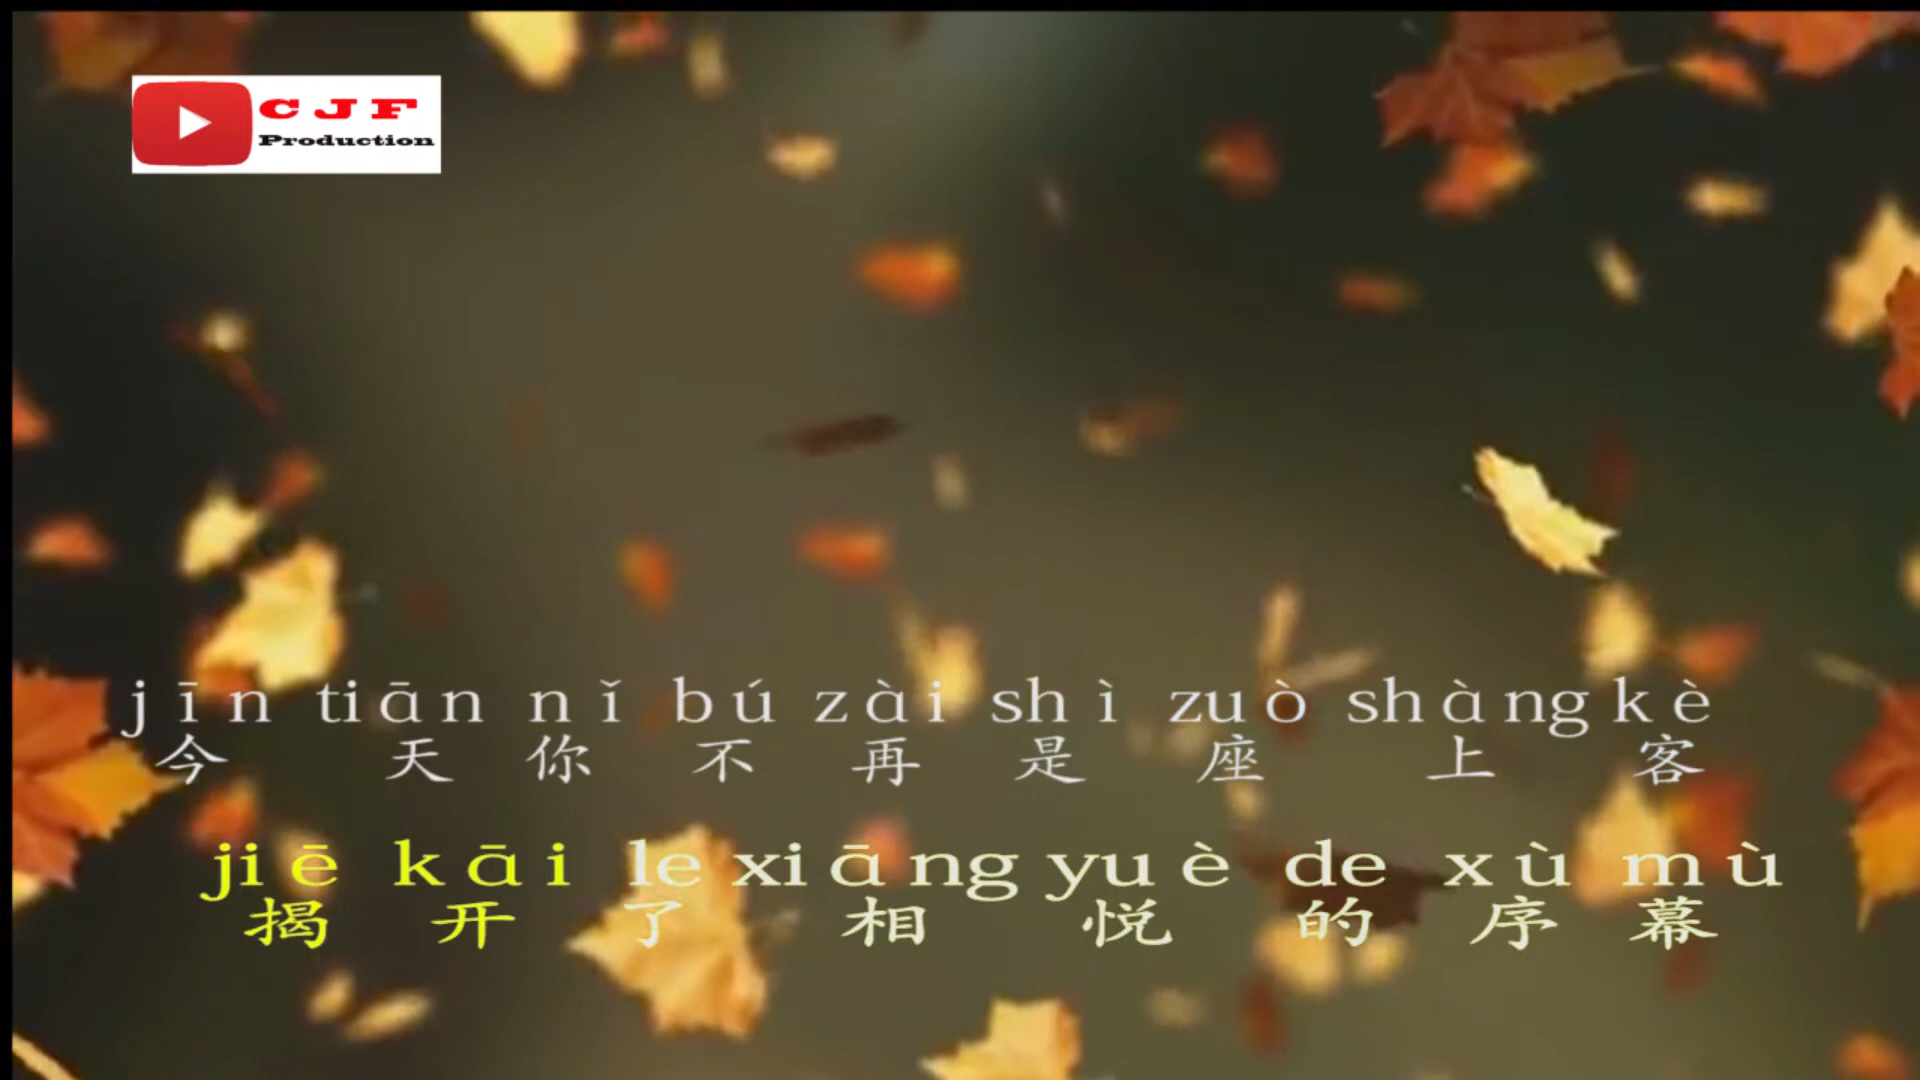 C J F
Production
jīn tiān nǐ bú zài shì zuò shàng kè
今天你不再是座上客
jiē kāi le xiāng yuè de xù mù
揭开了相悦的序幕